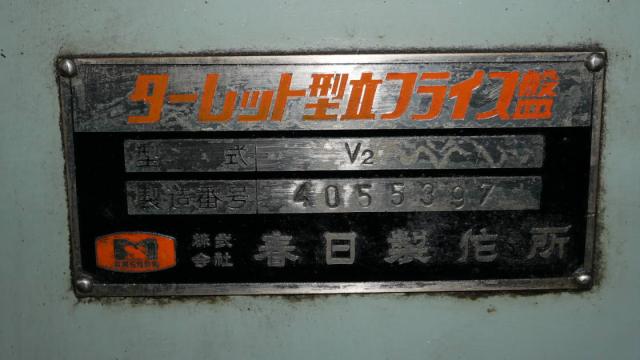 ターレット型立フライス盤
型式 V2
製造番号 4055397
株式会社 春日製作所